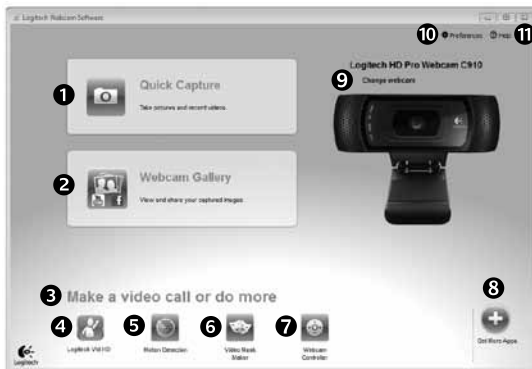 Logitech Webcam Software
10 Preferences Help 11
Logitech HD Pro Webcam C910
9 Change webcam
1 Quick Capture
Take pictures and record videos.
2 Webcam Gallery
View and share your captured images.
3 Make a video call or do more
4 Logitech Vid HD
5 Motion Detection
6 Video Mask Maker
7 Webcam Controller
8 Get More Apps
Logitech